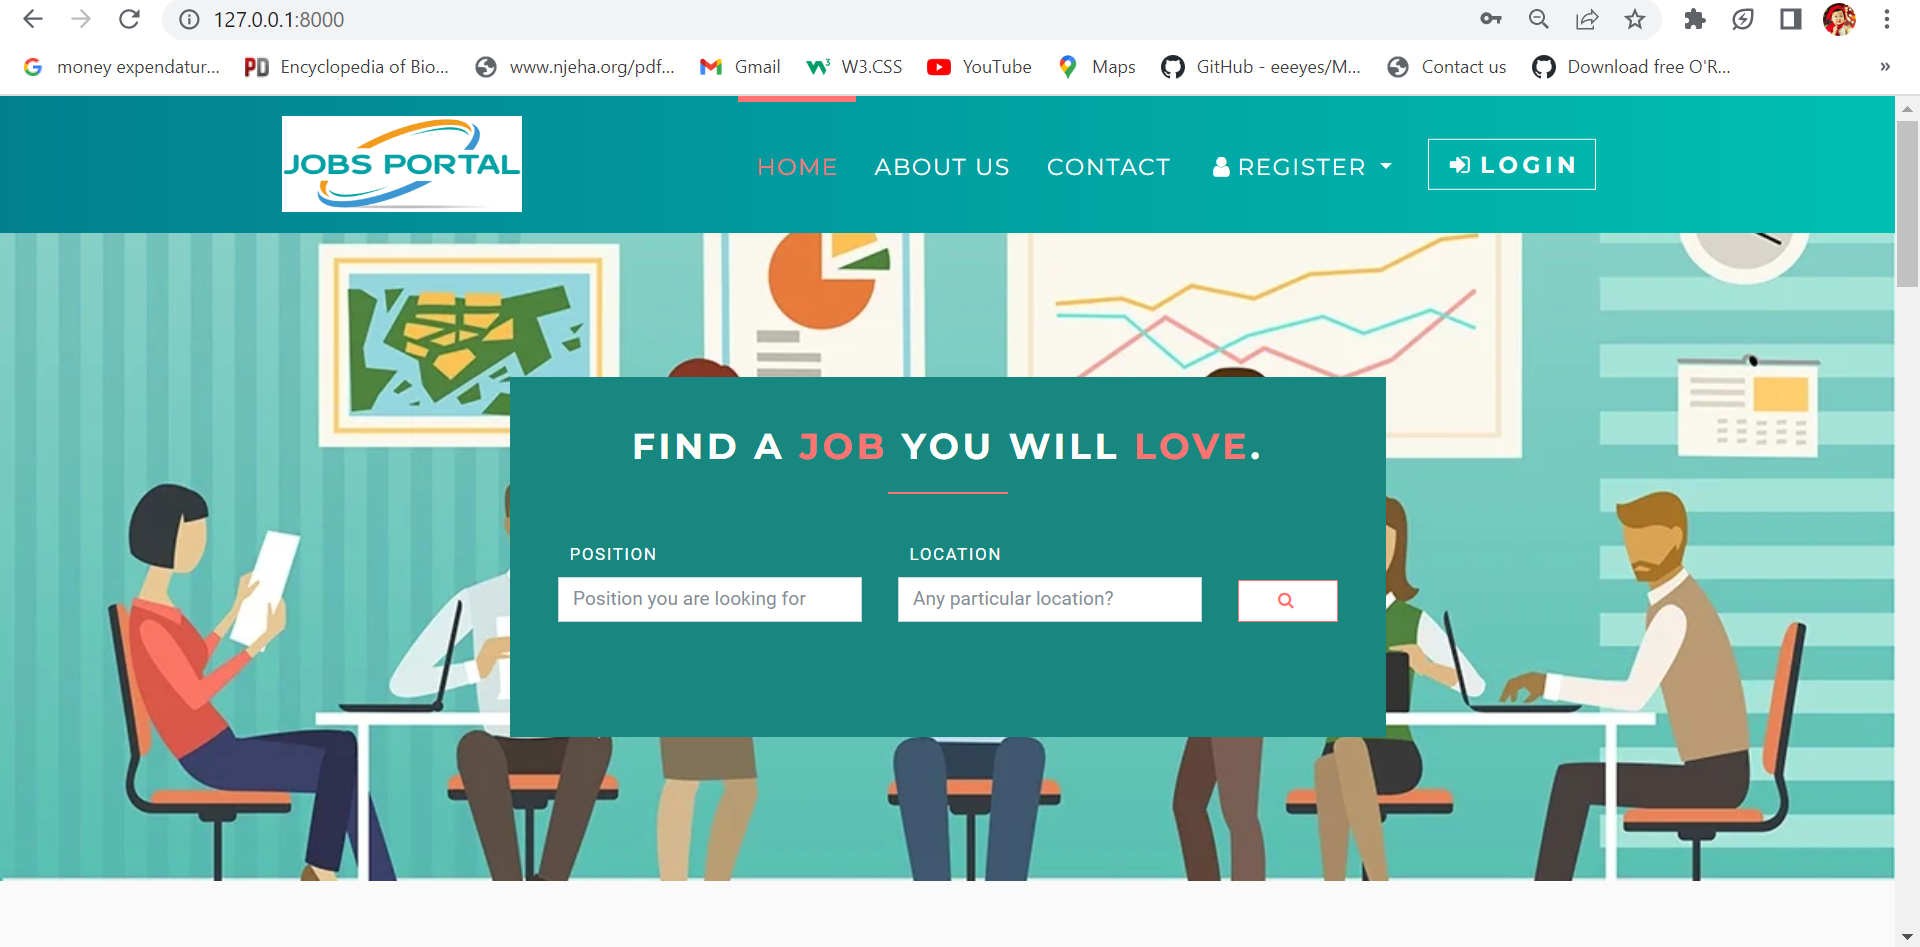 127.0.0.1:8000
money expendatur... Encyclopedia of Bio... www.njeha.org/pdf... Gmail W3.CSS YouTube Maps GitHub - eeeyes/M... Contact us Download free O'R... »
JOBS PORTAL
HOME ABOUT US CONTACT REGISTER LOGIN
FIND A JOB YOU WILL LOVE.
POSITION LOCATION
Position you are looking for Any particular location?